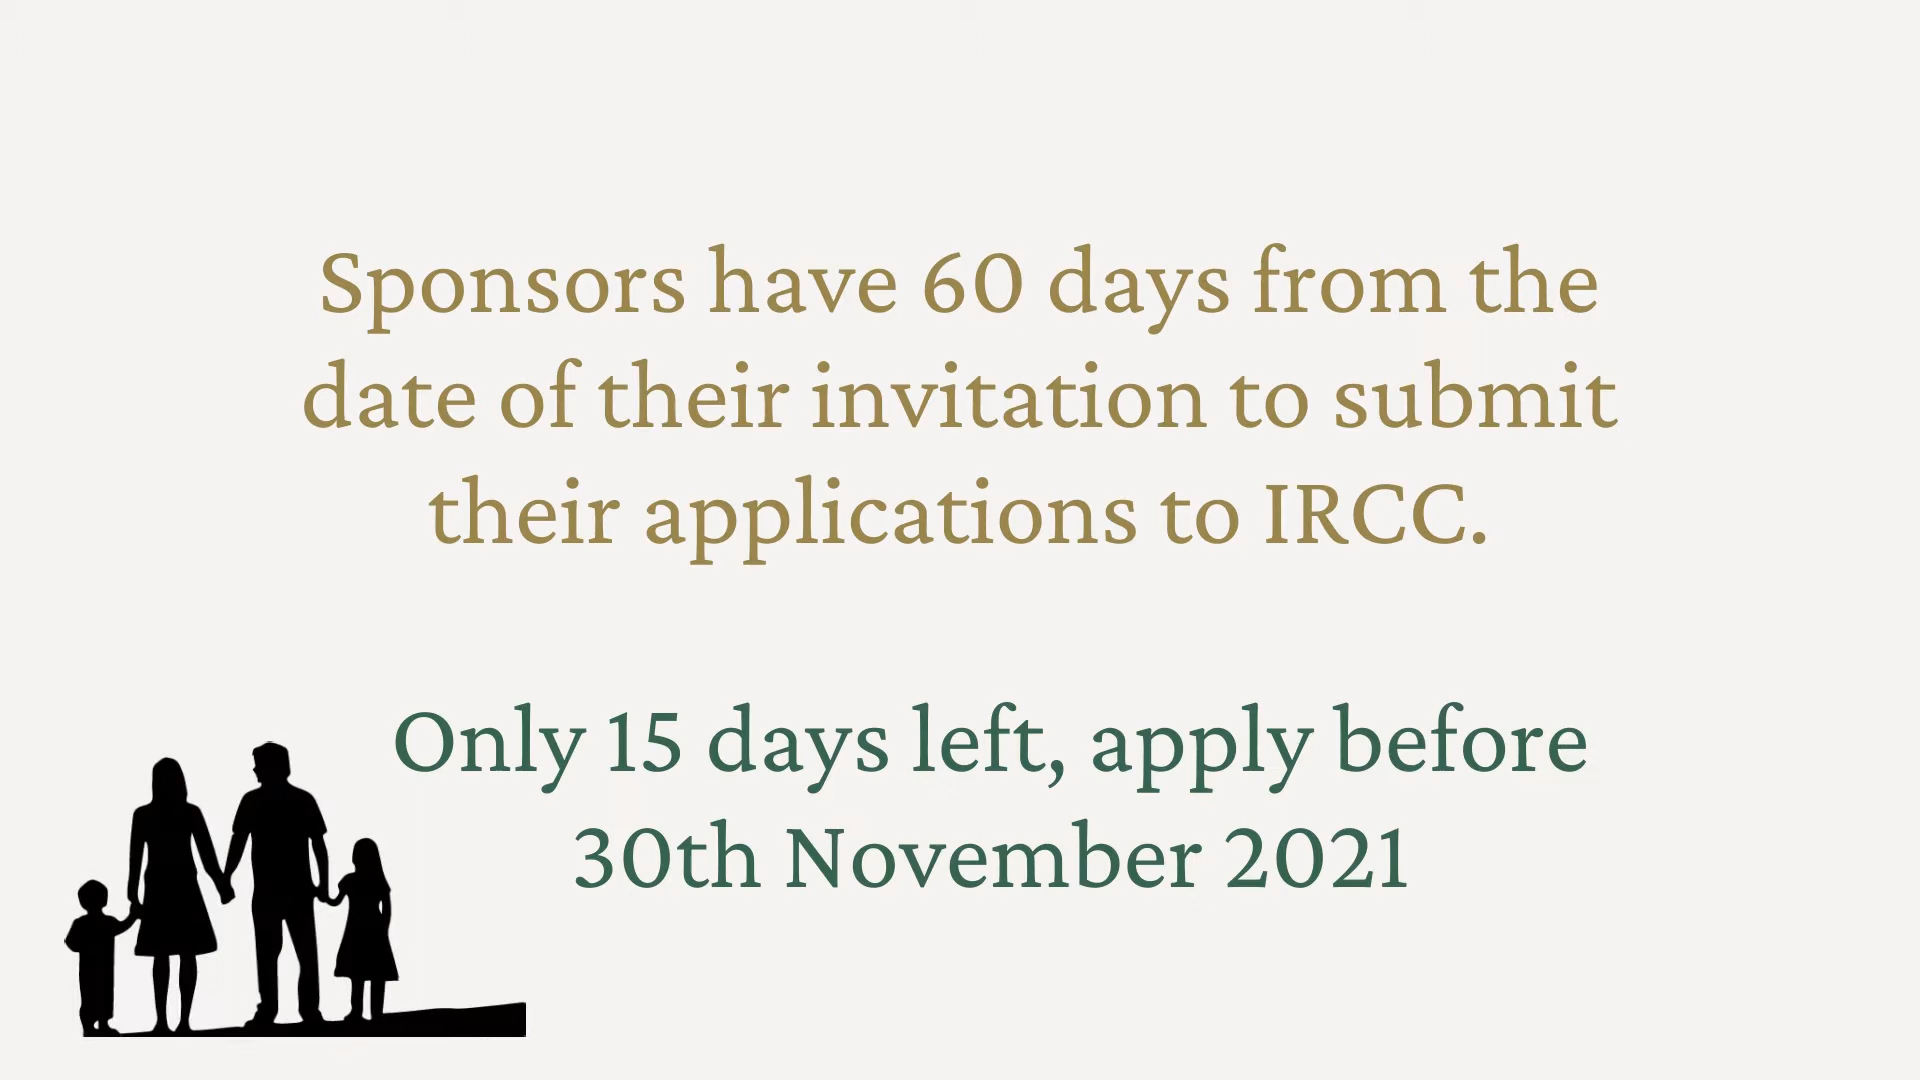 Sponsors have 60 days from the
date of their invitation to submit
their applications to IRCC.
Only 15 days left, apply before
30th November 2021